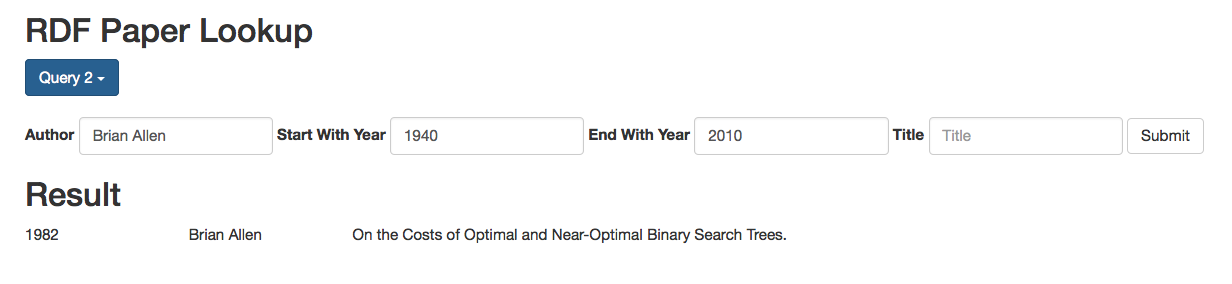 RDF Paper Lookup
Query 2
Author Brian Allen Start With Year 1940 End With Year 2010 Title Title Submit
Result
1982 Brian Allen On the Costs of Optimal and Near-Optimal Binary Search Trees.